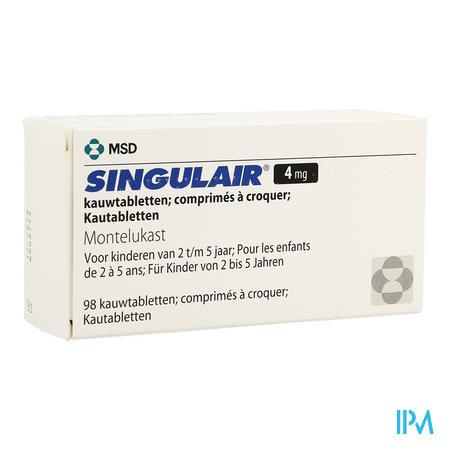 MSD
SINGULAIR® 4 mg
kauwtabletten; comprimés à croquer;
Kautabletten
Montelukast
Voor kinderen van 2 t/m 5 jaar; Pour les enfants
de 2 à 5 ans; Für Kinder von 2 bis 5 Jahren
98 kauwtabletten; comprimés à croquer;
Kautabletten
IPM